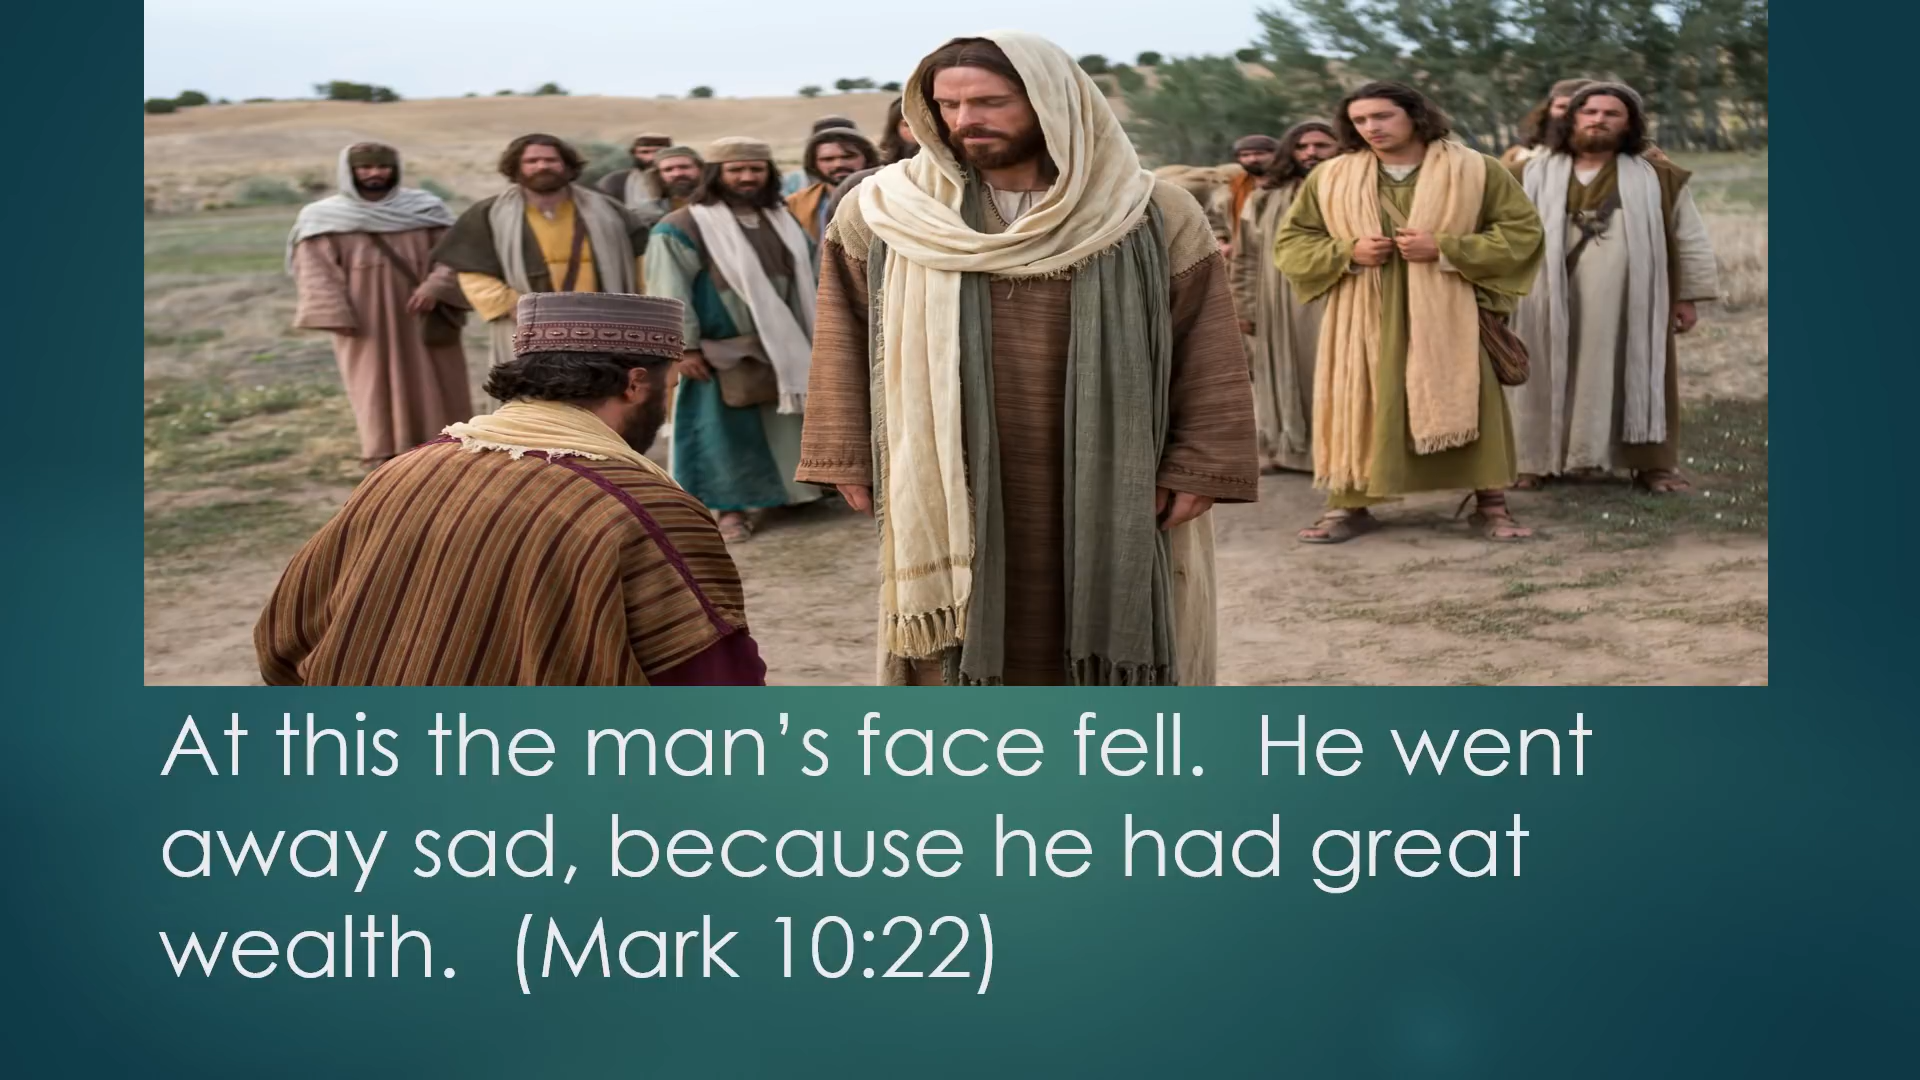 At this the man’s face fell.  He went
away sad, because he had great
wealth.  (Mark 10:22)